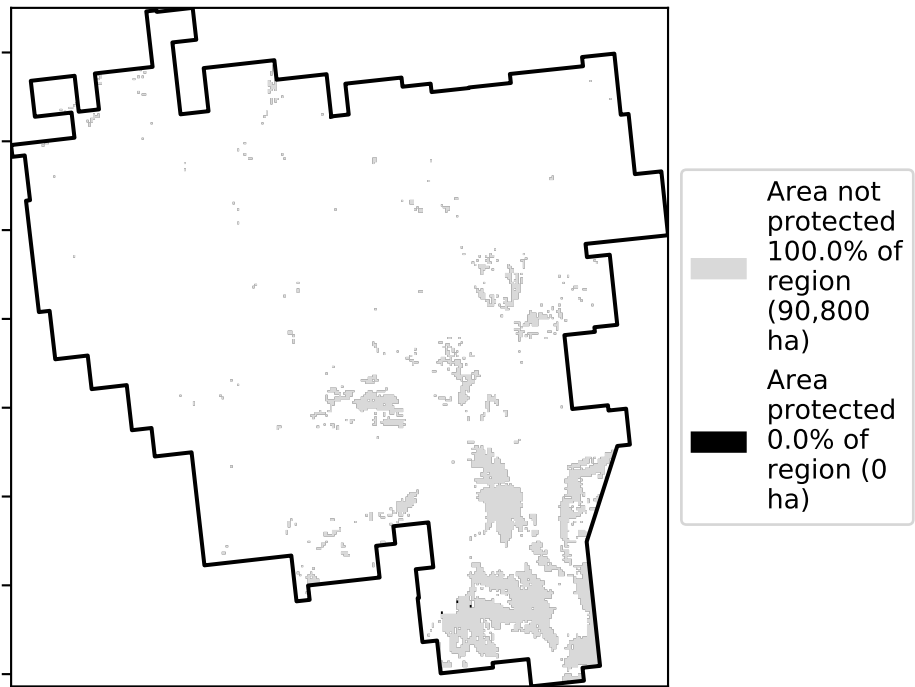 Area not
protected
100.0% of
region
(90,800
ha)
Area
protected
0.0% of
region (0
ha)